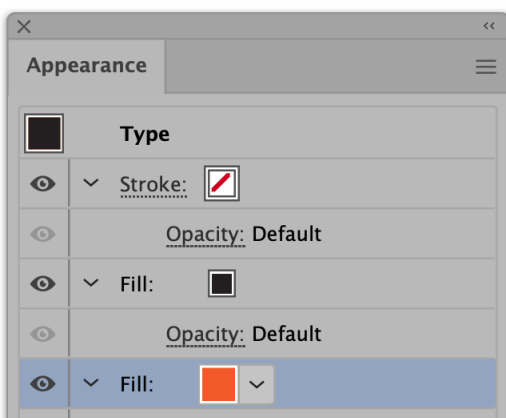 Appearance
Type
Stroke:
Opacity: Default
Fill:
Opacity: Default
Fill: